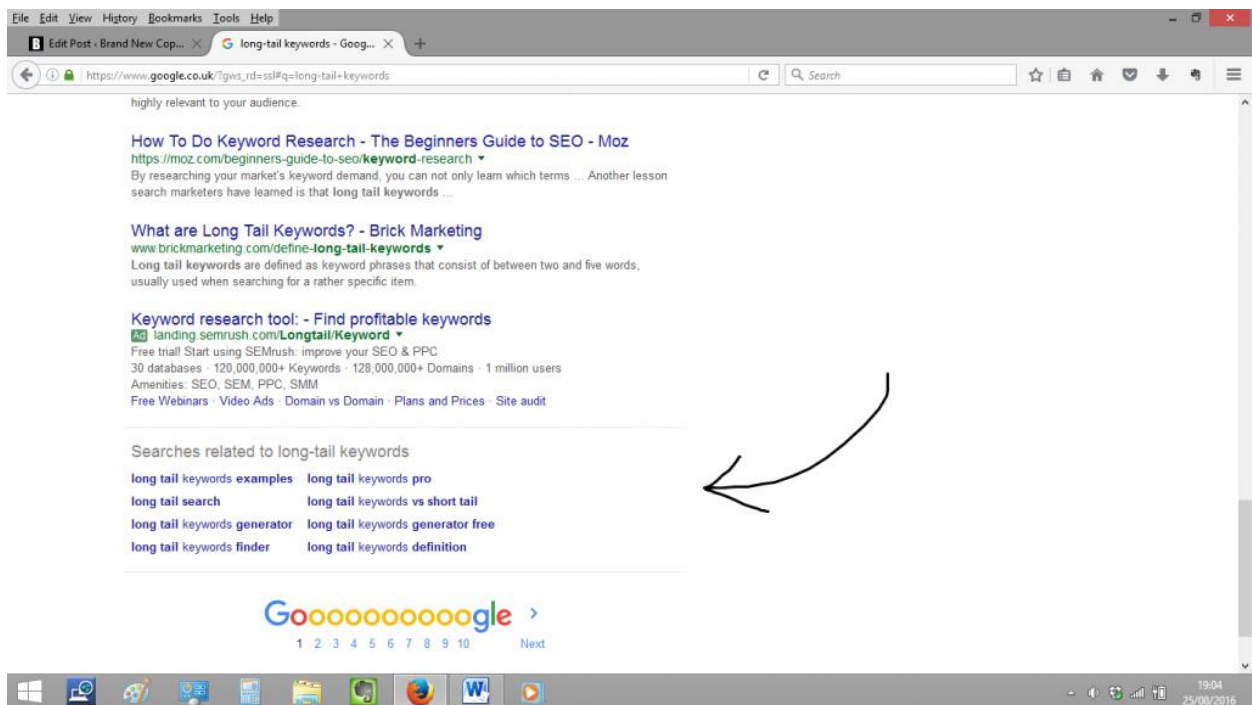 File Edit View History Bookmarks Tools Help
B Edit Post ‹ Brand New Cop... × G long-tail keywords - Goog... × +
https://www.google.co.uk/?gws_rd=ssl#q=long-tail+keywords Search
highly relevant to your audience.
How To Do Keyword Research - The Beginners Guide to SEO - Moz
https://moz.com/beginners-guide-to-seo/keyword-research
By researching your market's keyword demand, you can not only learn which terms ... Another lesson
search marketers have learned is that long tail keywords ...
What are Long Tail Keywords? - Brick Marketing
www.brickmarketing.com/define-long-tail-keywords
Long tail keywords are defined as keyword phrases that consist of between two and five words,
usually used when searching for a rather specific item.
Keyword research tool: - Find profitable keywords
Ad landing.semrush.com/Longtail/Keyword
Free trial! Start using SEMrush: improve your SEO & PPC
30 databases · 120,000,000+ Keywords · 128,000,000+ Domains · 1 million users
Amenities: SEO, SEM, PPC, SMM
Free Webinars · Video Ads · Domain vs Domain · Plans and Prices · Site audit
Searches related to long-tail keywords
long tail keywords examples long tail keywords pro
long tail search long tail keywords vs short tail
long tail keywords generator long tail keywords generator free
long tail keywords finder long tail keywords definition
Goooooooooogle >
1 2 3 4 5 6 7 8 9 10 Next
W
19:04
25/08/2016